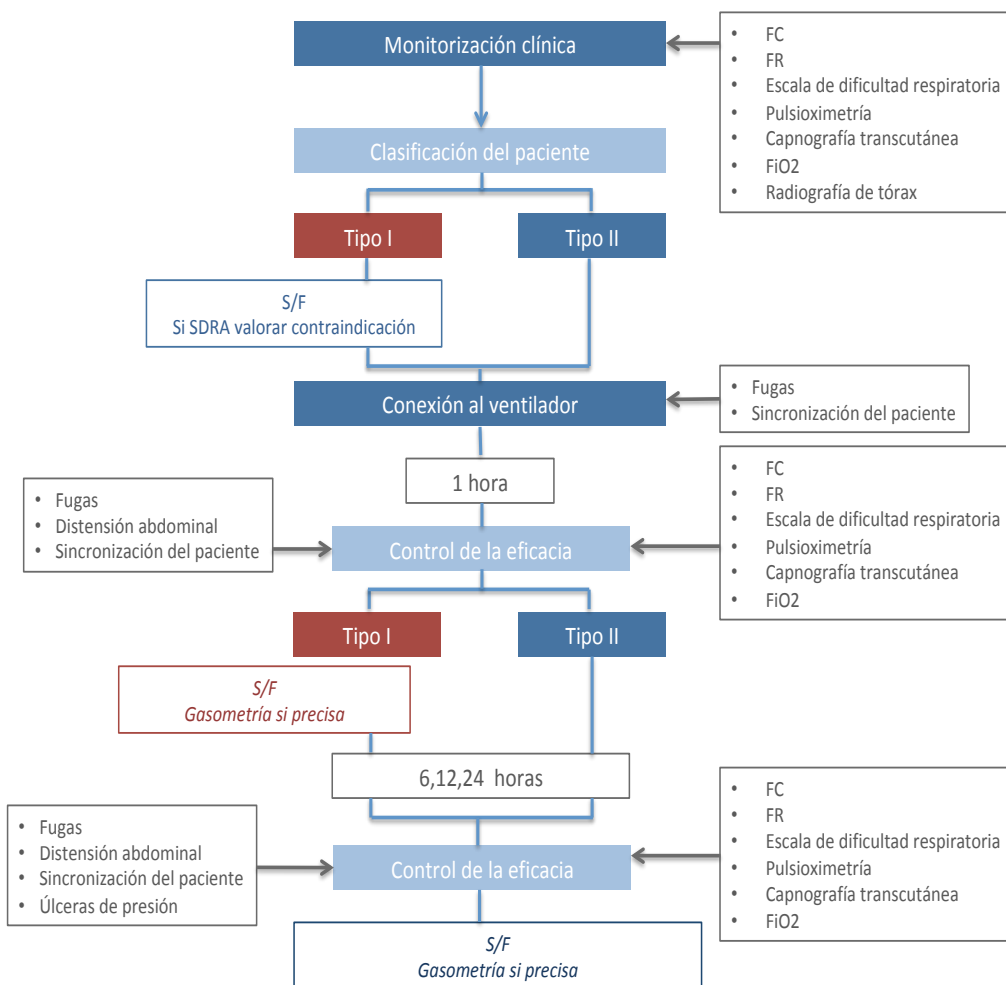 Monitorización clínica
• FC
• FR
• Escala de dificultad respiratoria
• Pulsioximetría
• Capnografía transcutánea
• FiO2
• Radiografía de tórax
Clasificación del paciente
Tipo I
Tipo II
S/F
Si SDRA valorar contraindicación
Conexión al ventilador
• Fugas
• Sincronización del paciente
1 hora
• Fugas
• Distensión abdominal
• Sincronización del paciente
Control de la eficacia
• FC
• FR
• Escala de dificultad respiratoria
• Pulsioximetría
• Capnografía transcutánea
• FiO2
Tipo I
Tipo II
S/F
Gasometría si precisa
6,12,24 horas
• Fugas
• Distensión abdominal
• Sincronización del paciente
• Úlceras de presión
Control de la eficacia
• FC
• FR
• Escala de dificultad respiratoria
• Pulsioximetría
• Capnografía transcutánea
• FiO2
S/F
Gasometría si precisa